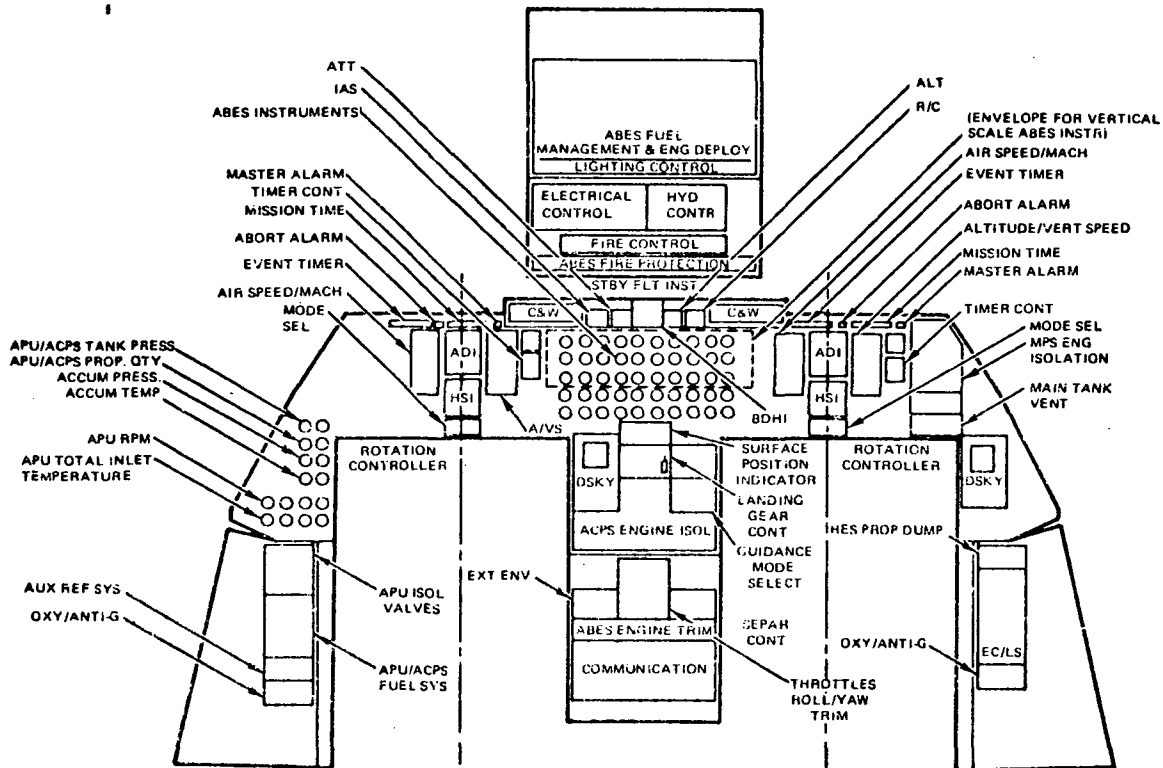 ATT
IAS
ABES INSTRUMENTS
MASTER ALARM
TIMER CONT
MISSION TIME
ABORT ALARM
EVENT TIMER
AIR SPEED/MACH
MODE
SEL
APU/ACPS TANK PRESS
APU/ACPS PROP. QTY
ACCUM PRESS.
ACCUM TEMP
APU RPM
APU TOTAL INLET
TEMPERATURE
AUX REF SYS
OXY/ANTI-G
ABES FUEL
MANAGEMENT & ENG DEPLOY
LIGHTING CONTROL
ELECTRICAL
CONTROL
HYD
CONTR
FIRE CONTROL
ABES FIRE PROTECTION
STBY FLT INST
C&W
C&W
ALT
R/C
(ENVELOPE FOR VERTICAL
SCALE ABES INSTR)
AIR SPEED/MACH
EVENT TIMER
ABORT ALARM
ALTITUDE/VERT SPEED
MISSION TIME
MASTER ALARM
TIMER CONT
MODE SEL
MPS ENG
ISOLATION
MAIN TANK
VENT
ADI
HSI
A/VS
ADI
HSI
BDHI
ROTATION
CONTROLLER
DSKY
SURFACE
POSITION
INDICATOR
LANDING
GEAR
CONT
GUIDANCE
MODE
SELECT
ACPS ENGINE ISOL
ROTATION
CONTROLLER
DSKY
HES PROP DUMP
EXT ENV
APU ISOL
VALVES
APU/ACPS
FUEL SYS
ABES ENGINE TRIM
SEPAR
CONT
COMMUNICATION
THROTTLES
ROLL/YAW
TRIM
OXY/ANTI-G
EC/LS